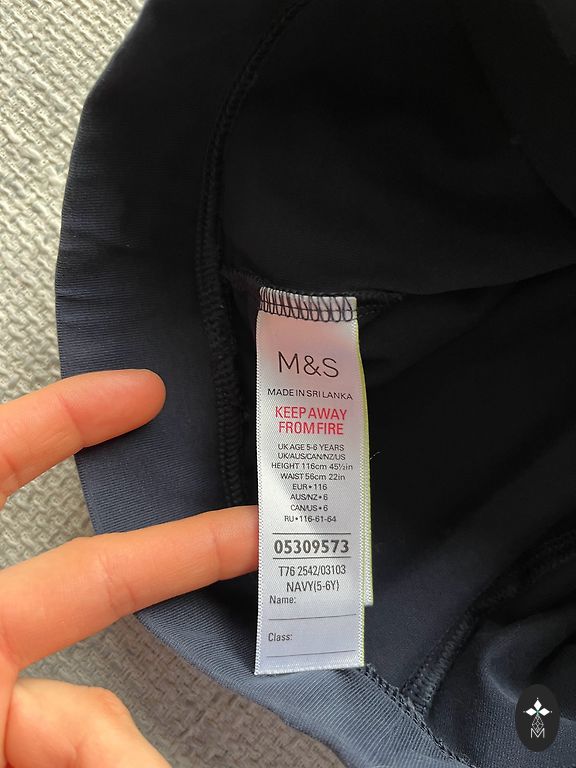 M&S
MADE IN SRI LANKA
KEEP AWAY
FROM FIRE
UK AGE 5-6 YEARS
UK/AUS/CAN/NZ/US
HEIGHT 116cm 45½in
WAIST 56cm 22in
EUR•116
AUS/NZ•6
CAN/US•6
RU•116-61-64
05309573
T76 2542/03103
NAVY(5-6Y)
Name:
Class:
M